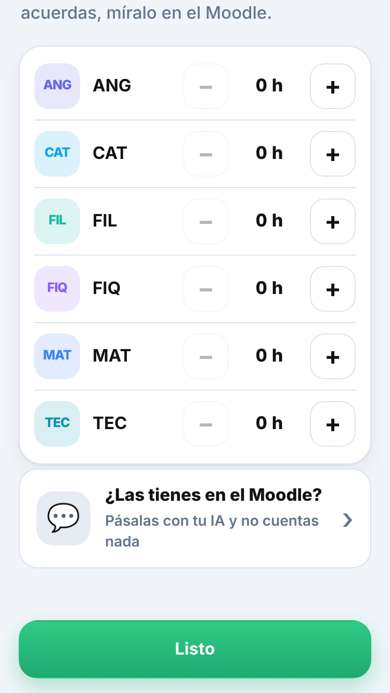 acuerdas, míralo en el Moodle.
ANG ANG − 0 h +
CAT CAT − 0 h +
FIL FIL − 0 h +
FIQ FIQ − 0 h +
MAT MAT − 0 h +
TEC TEC − 0 h +
¿Las tienes en el Moodle?
Pásalas con tu IA y no cuentas
nada
Listo